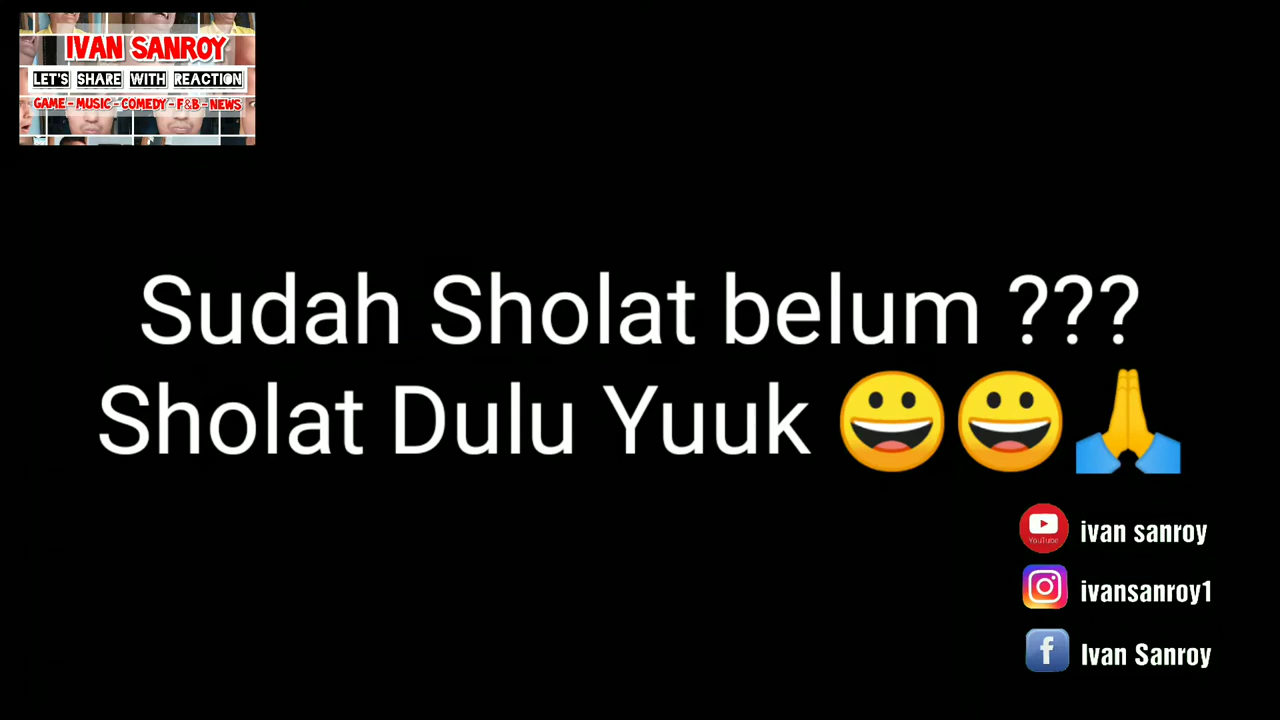 IVAN SANROY
LET'S SHARE WITH REACTION
GAME - MUSIC - COMEDY - F&B - NEWS
Sudah Sholat belum ???
Sholat Dulu Yuuk 😀😀🙏
YouTube
ivan sanroy
ivansanroy1
Ivan Sanroy